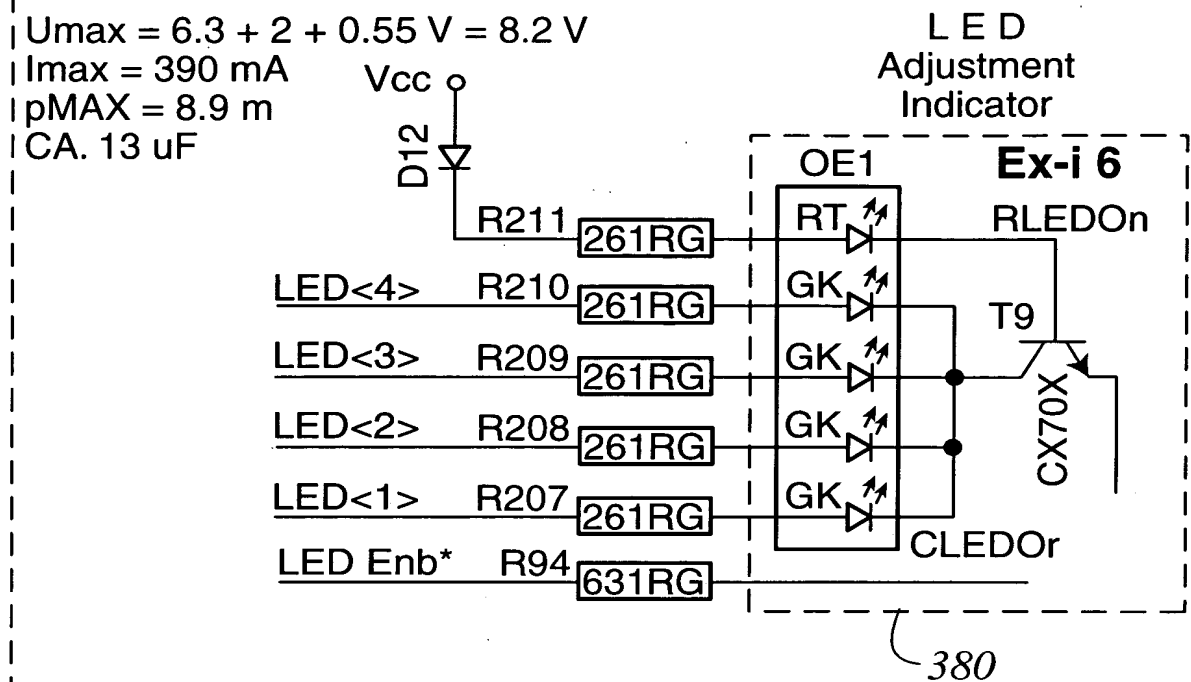 Umax = 6.3 + 2 + 0.55 V = 8.2 V
Imax = 390 mA
pMAX = 8.9 m
CA. 13 uF
Vcc
D12
L E D
Adjustment
Indicator
OE1
Ex-i 6
R211
261RG
RT
RLEDOn
LED<4>
R210
261RG
GK
T9
LED<3>
R209
261RG
GK
CX70X
LED<2>
R208
261RG
GK
LED<1>
R207
261RG
GK
CLEDOr
LED Enb*
R94
631RG
380